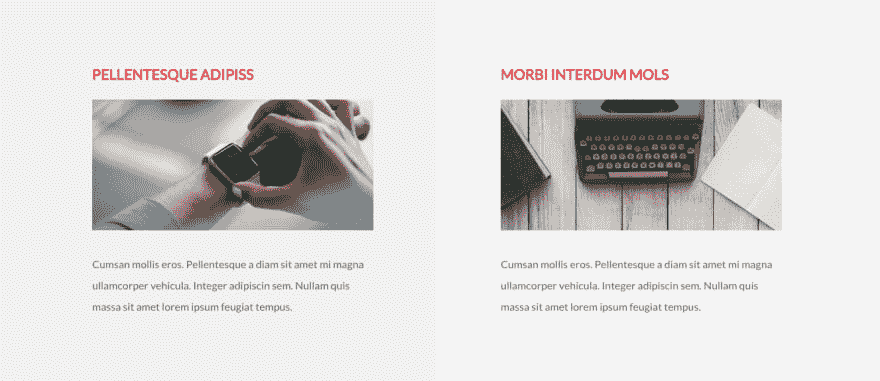 PELLENTESQUE ADIPISS
Cumsan mollis eros. Pellentesque a diam sit amet mi magna
ullamcorper vehicula. Integer adipiscin sem. Nullam quis
massa sit amet lorem ipsum feugiat tempus.
MORBI INTERDUM MOLS
Cumsan mollis eros. Pellentesque a diam sit amet mi magna
ullamcorper vehicula. Integer adipiscin sem. Nullam quis
massa sit amet lorem ipsum feugiat tempus.